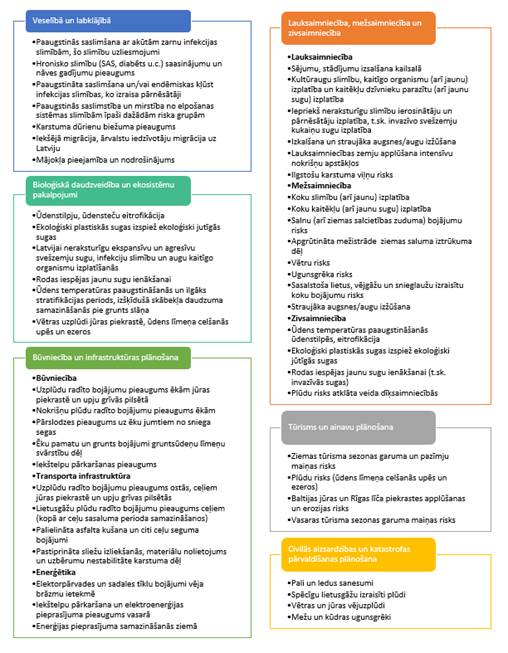 Veselība un labklājība
•Paaugstinās saslimšana ar akūtām zarnu infekcijas
slimībām, šo slimību uzliesmojumi
•Hronisko slimību (SAS, diabēts u.c.) saasinājumu un
nāves gadījumu pieaugums
•Paaugstināta saslimšana un/vai endēmiskas kļūst
infekcijas slimības, ko izraisa pārnēsātāji
•Paaugstinās saslimstība un mirstība no elpošanas
sistēmas slimībām īpaši dažādām riska grupām
•Karstuma dūrienu biežuma pieaugums
•Iekšējā migrācija, ārvalstu iedzīvotāju migrācija uz
Latviju
•Mājokļa pieejamība un nodrošinājums
Bioloģiskā daudzveidība un ekosistēmu
pakalpojumi
•Ūdenstilpju, ūdensteču eitrofikācija
•Ekoloģiski plastiskās sugas izspiež ekoloģiski jutīgās
sugas
•Latvijai neraksturīgu ekspansīvu un agresīvu
svešzemju sugu, infekciju slimību un augu kaitīgo
organismu izplatīšanās
•Rodas iespējas jaunu sugu ienākšanai
•Ūdens temperatūras paaugstināšanās un ilgāks
stratifikācijas periods, izšķīdušā skābekļa daudzuma
samazināšanās pie grunts slāņa
•Vētras uzplūdi jūras piekrastē, ūdens līmeņa celšanās
upēs un ezeros
Būvniecība un infrastruktūras plānošana
•Būvniecība
•Uzplūdu radīto bojājumu pieaugums ēkām jūras
piekrastē un upju grīvās pilsētā
•Nokrišņu plūdu radīto bojājumu pieaugums ēkām
•Pārslodzes pieaugums uz ēku jumtiem no sniega
segas
•Ēku pamatu un grunts bojājumi gruntsūdeņu līmeņu
svārstību dēļ
•Iekštelpu pārkaršanas pieaugums
•Transporta infrastruktūra
•Uzplūdu radīto bojājumu pieaugums ostās, ceļiem
jūras piekrastē un upju grīvas pilsētās
•Lietusgāžu plūdu radīto bojājumu pieaugums ceļiem
(kopā ar ceļu sasaluma perioda samazināšanos)
•Palielināta asfalta kušana un citi ceļu seguma
bojājumi
•Pastiprināta sliežu izliekšanās, materiālu nolietojums
un uzbērumu nestabilitāte karstuma dēļ
•Enerģētika
•Elektropārvades un sadales tīklu bojājumi vēja
brāzmu ietekmē
•Iekštelpu pārkaršana un elektroenerģijas
pieprasījuma pieaugums vasarā
•Enerģijas pieprasījuma samazināšanās ziemā
Lauksaimniecība, mežsaimniecība un
zivsaimniecība
•Lauksaimniecība
•Sējumu, stādījumu izsalšana kailsalā
•Kultūraugu slimību, kaitīgo organismu (arī jaunu)
izplatība un kaitēkļu dzīvnieku parazītu (arī jaunu
sugu) izplatība
•Iepriekš neraksturīgu slimību ierosinātāju un
pārnēsātāju izplatība, t.sk. invazīvo svešzemju
kukaiņu sugu izplatība
•Izkalšana un straujāka augsnes/augu izžūšana
•Lauksaimniecības zemju applūšana intensīvu
nokrišņu apstākļos
•Ilgstošu karstuma viļņu risks
•Mežsaimniecība
•Koku slimību (arī jaunu) izplatība
•Koku kaitēkļu (arī jaunu sugu) izplatība
•Salnu (arī ziemas salcietības zuduma) bojājumu
risks
•Apgrūtināta mežistrāde ziemas saluma iztrūkuma
dēļ
•Vētru risks
•Ugunsgrēka risks
•Sasalstoša lietus, vējgāžu un snieglaužu izraisītu
koku bojājumu risks
•Straujāka augsnes/augu izžūšana
•Zivsaimniecība
•Ūdens temperatūras paaugstināšanās
ūdenstilpēs, eitrofikācija
•Ekoloģiski plastiskās sugas izspiež ekoloģiski
jūtīgās sugas
•Rodas iespējas jaunu sugu ienākšanai (t.sk.
invazīvās sugas)
•Plūdu risks atklāta veida dīķsaimniecībās
Tūrisms un ainavu plānošana
•Ziemas tūrisma sezonas garuma un pazīmju
maiņas risks
•Plūdu risks (ūdens līmeņa celšanās upēs un
ezeros)
•Baltijas jūras un Rīgas līča piekrastes applūšanas
un erozijas risks
•Vasaras tūrisma sezonas garuma maiņas risks
Civilās aizsardzības un katastrofas
pārvaldīšanas plānošana
•Pali un ledus sanesumi
•Spēcīgu lietusgāžu izraisīti plūdi
•Vētras un jūras vējuzplūdi
•Mežu un kūdras ugunsgrēki